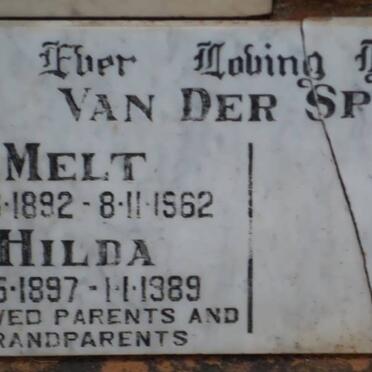 Ever Loving
VAN DER SP
MELT
1892 - 8·11·1962
HILDA
6·1897 - 1·1·1989
VED PARENTS AND
RANDPARENTS